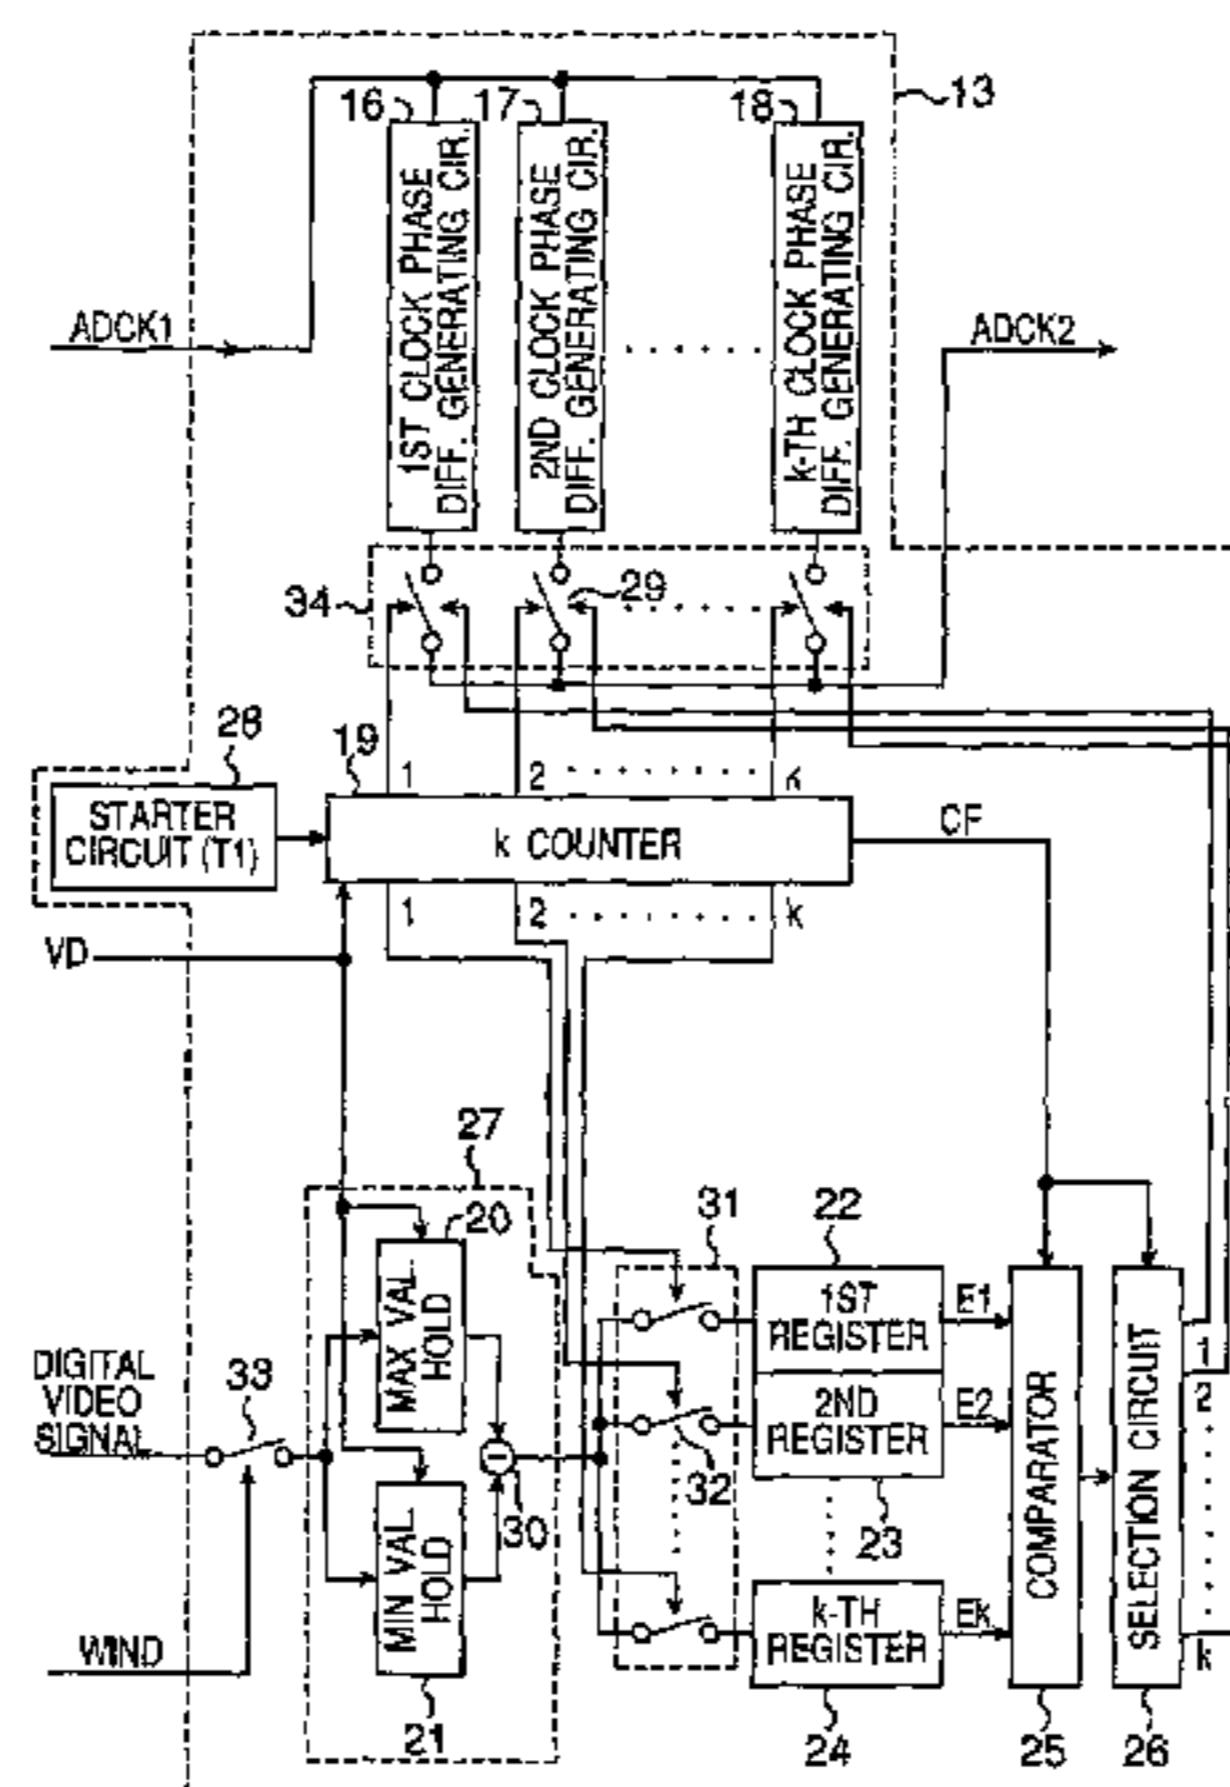 13
16
17
18
1ST CLOCK PHASE
DIFF. GENERATING CIR.
2ND CLOCK PHASE
DIFF. GENERATING CIR.
k-TH CLOCK PHASE
DIFF. GENERATING CIR.
ADCK1
ADCK2
34
29
28
19
1
2
k
STARTER
CIRCUIT (T1)
k COUNTER
CF
1
2
k
VD
27
20
31
22
MAX VAL.
HOLD
1ST
REGISTER
E1
DIGITAL
VIDEO
SIGNAL
33
2ND
REGISTER
E2
COMPARATOR
SELECTION CIRCUIT
1
2
32
30
23
MIN VAL.
HOLD
k-TH
REGISTER
Ek
k
WIND
21
24
25
26